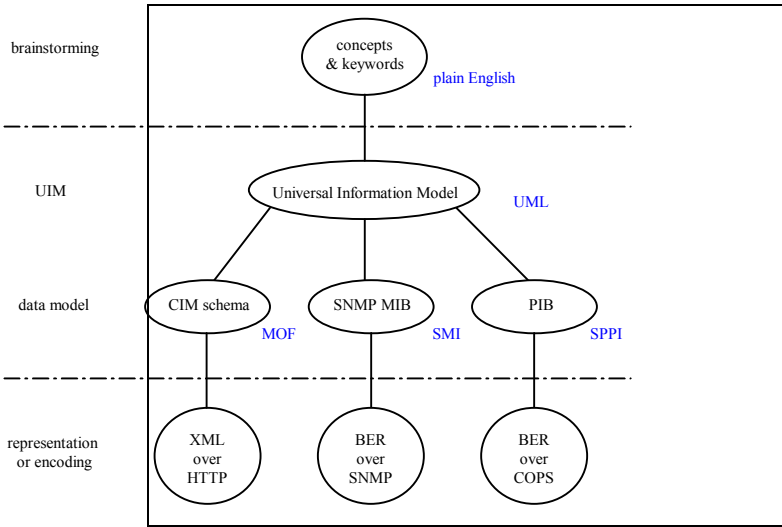 brainstorming
concepts
& keywords
plain English
UIM
Universal Information Model
UML
data model
CIM schema
SNMP MIB
PIB
MOF
SMI
SPPI
representation
or encoding
XML
over
HTTP
BER
over
SNMP
BER
over
COPS